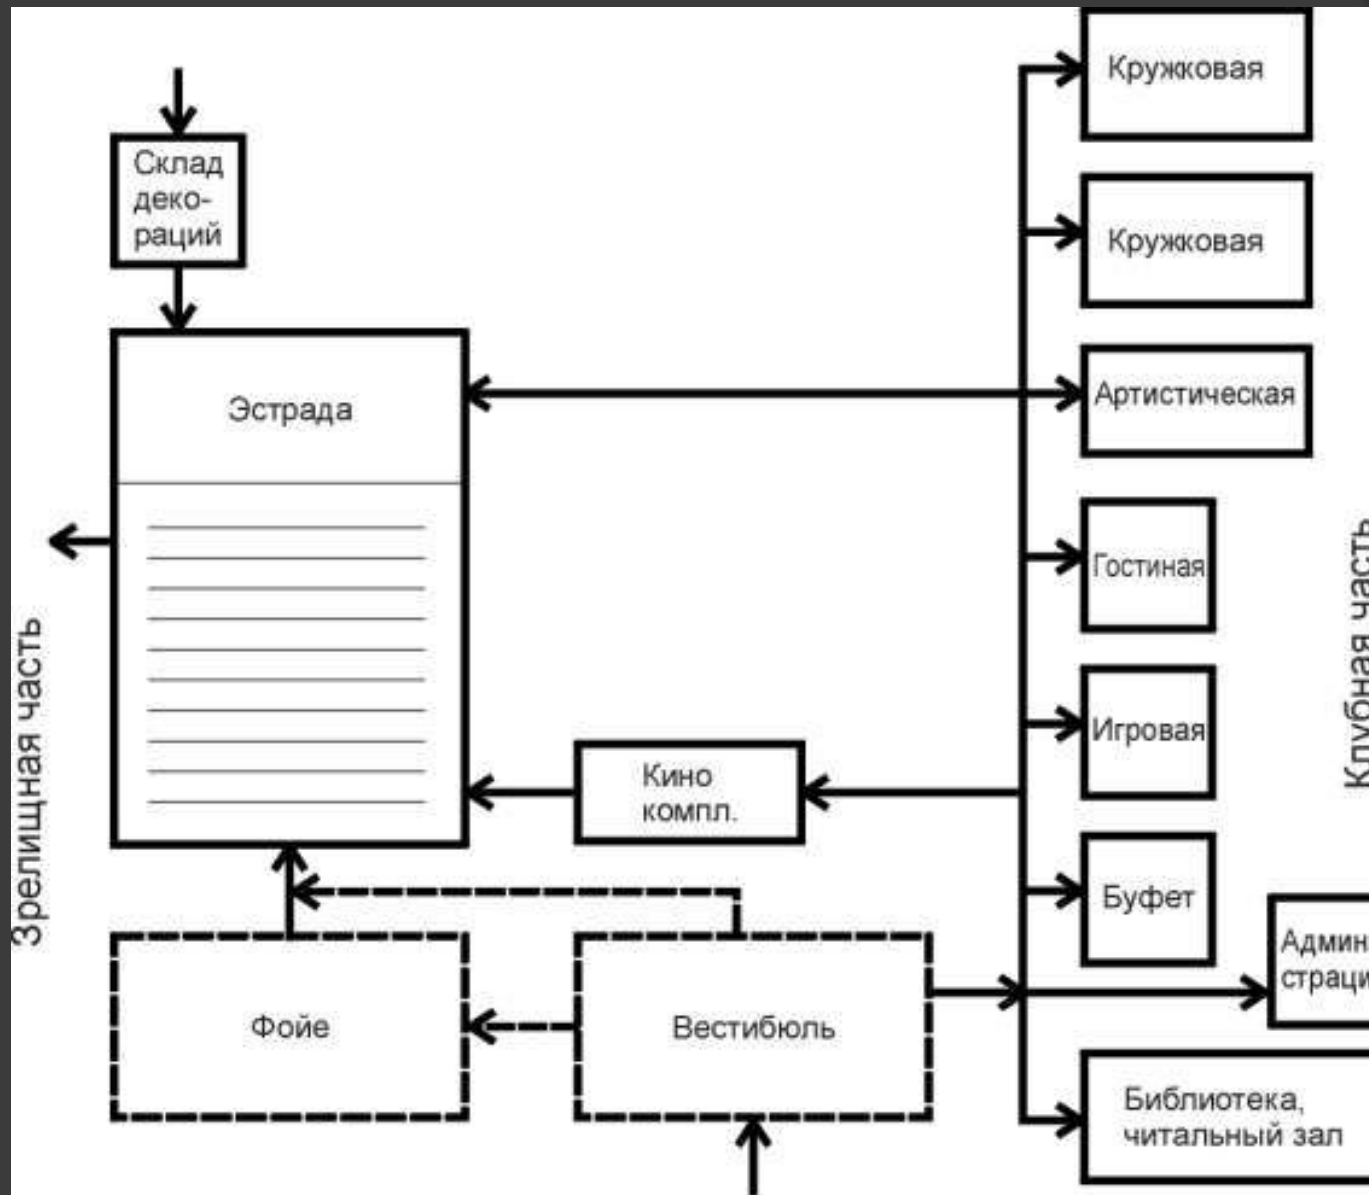 Кружковая
Склад
деко-
раций
Кружковая
Эстрада
Артистическая
Гостиная
Зрелищная часть
Клубная часть
Игровая
Кино
компл.
Буфет
Фойе
Вестибюль
Библиотека,
читальный зал